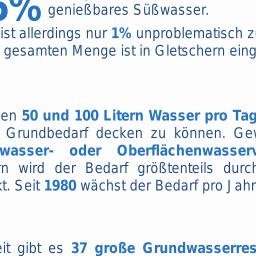 % genießbares Süßwasser.
ist allerdings nur 1% unproblematisch z
gesamten Menge ist in Gletschern eing
en 50 und 100 Litern Wasser pro Tag
Grundbedarf decken zu können. Gew
wasser- oder Oberflächenwasserv
rn wird der Bedarf größtenteils durch
kt. Seit 1980 wächst der Bedarf pro Jahr
eit gibt es 37 große Grundwasserres